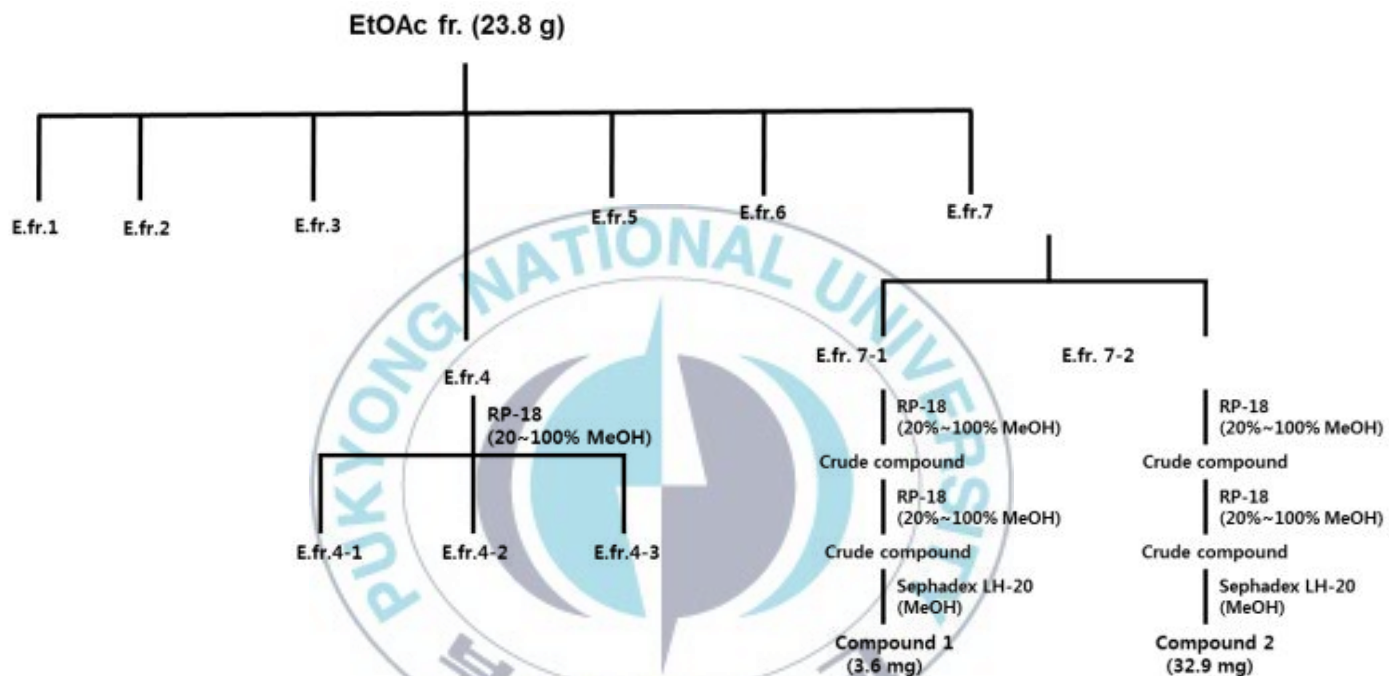 EtOAc fr. (23.8 g)
E.fr.1
E.fr.2
E.fr.3
E.fr.5
E.fr.6
E.fr.7
E.fr.4
RP-18
(20~100% MeOH)
E.fr.4-1
E.fr.4-2
E.fr.4-3
E.fr. 7-1
E.fr. 7-2
RP-18
(20%~100% MeOH)
Crude compound
RP-18
(20%~100% MeOH)
Crude compound
Sephadex LH-20
(MeOH)
Compound 1
(3.6 mg)
RP-18
(20%~100% MeOH)
Crude compound
RP-18
(20%~100% MeOH)
Crude compound
Sephadex LH-20
(MeOH)
Compound 2
(32.9 mg)
PUKYONG NATIONAL UNIVERSITY